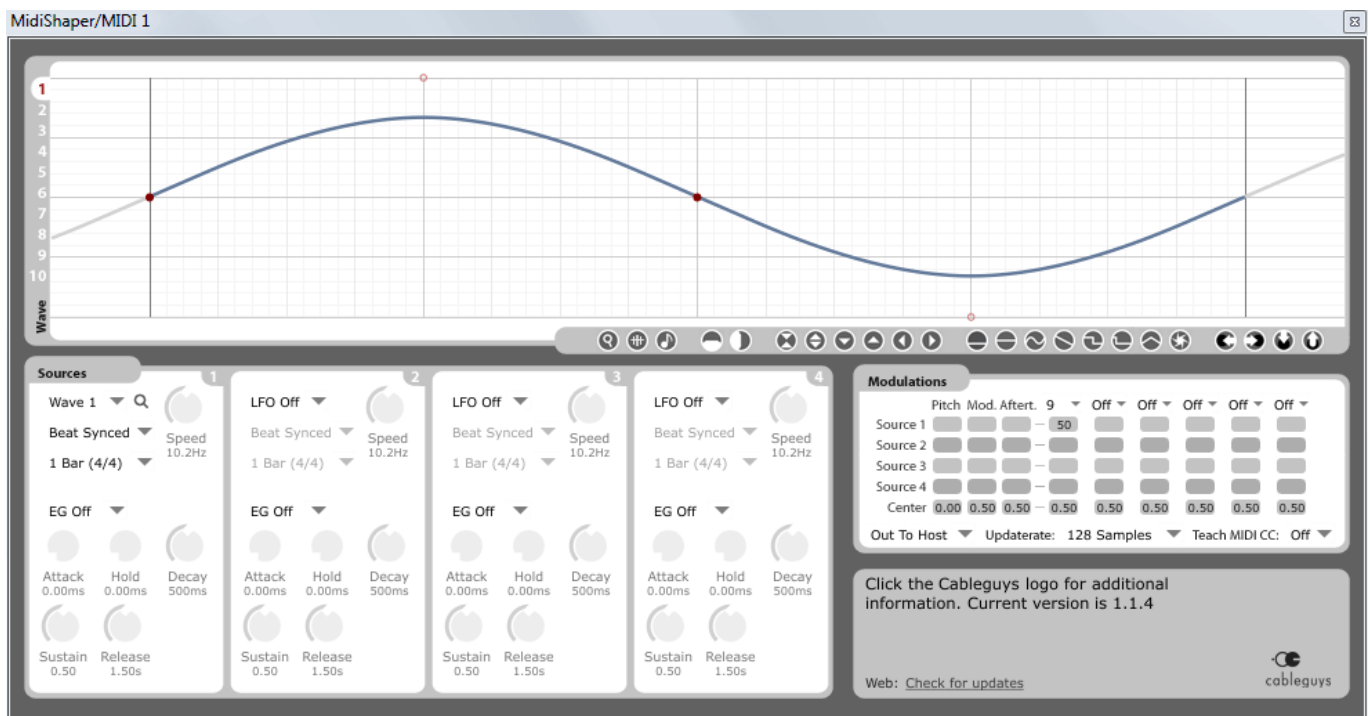 MidiShaper/MIDI 1
1
2
3
4
5
6
7
8
9
10
Wave
Sources
1
Wave 1
Beat Synced
1 Bar (4/4)
Speed
10.2Hz
EG Off
Attack Hold Decay
0.00ms 0.00ms 500ms
Sustain Release
0.50 1.50s
2
LFO Off
Beat Synced
1 Bar (4/4)
Speed
10.2Hz
EG Off
Attack Hold Decay
0.00ms 0.00ms 500ms
Sustain Release
0.50 1.50s
3
LFO Off
Beat Synced
1 Bar (4/4)
Speed
10.2Hz
EG Off
Attack Hold Decay
0.00ms 0.00ms 500ms
Sustain Release
0.50 1.50s
4
LFO Off
Beat Synced
1 Bar (4/4)
Speed
10.2Hz
EG Off
Attack Hold Decay
0.00ms 0.00ms 500ms
Sustain Release
0.50 1.50s
Modulations
Pitch Mod. Aftert. 9 Off Off Off Off Off
Source 1 50
Source 2
Source 3
Source 4
Center 0.00 0.50 0.50 0.50 0.50 0.50 0.50 0.50 0.50
Out To Host Updaterate: 128 Samples Teach MIDI CC: Off
Click the Cableguys logo for additional
information. Current version is 1.1.4
Web: Check for updates
cableguys